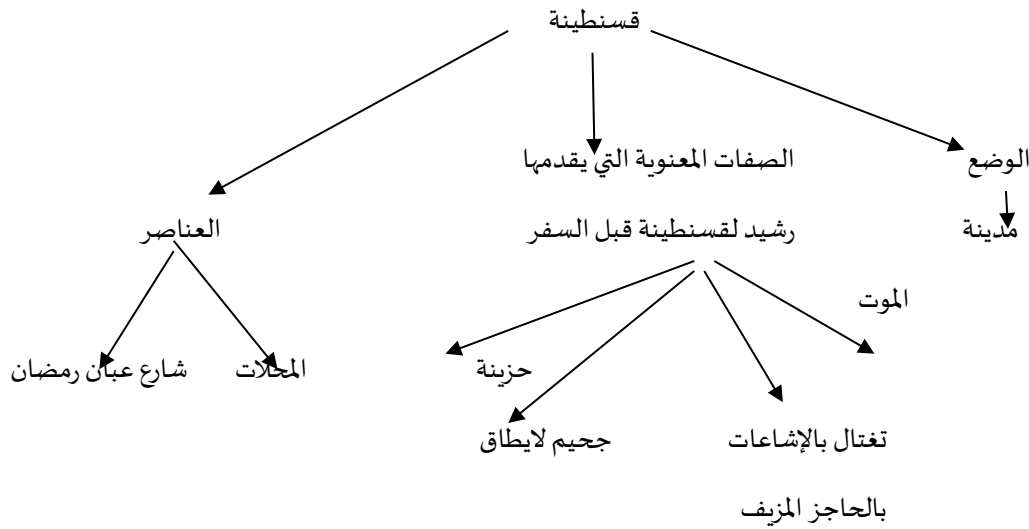 قسنطينة
الوضع
الصفات المعنوية التي يقدمها
مدينة
رشيد لقسنطينة قبل السفر
العناصر
الموت
حزينة
المحلات
شارع عبان رمضان
تغتال بالإشاعات
جحيم لايطاق
بالحاجز المزيف